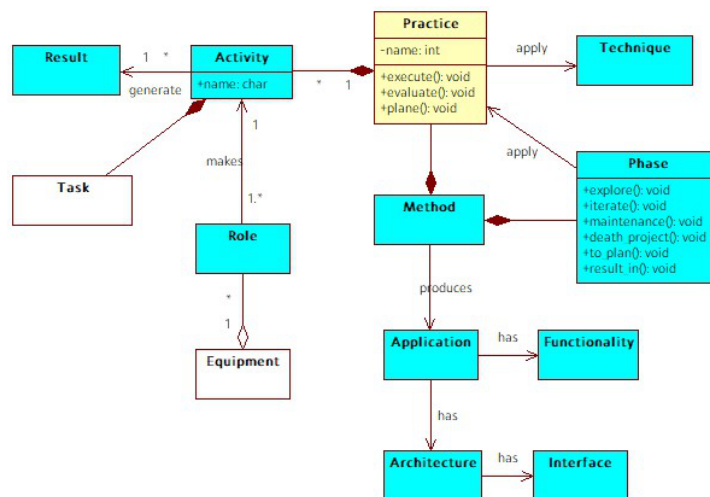 Practice
-name: int
+execute(): void
+evaluate(): void
+plane(): void
apply
Technique
Result
1 *
generate
Activity
+name: char
* 1
apply
Phase
+explore(): void
+iterate(): void
+maintenance(): void
+death_project(): void
+to_plan(): void
+result_in(): void
1
makes
1.*
Task
Method
Role
*
1
Equipment
produces
Application
has
Functionality
has
Architecture
has
Interface